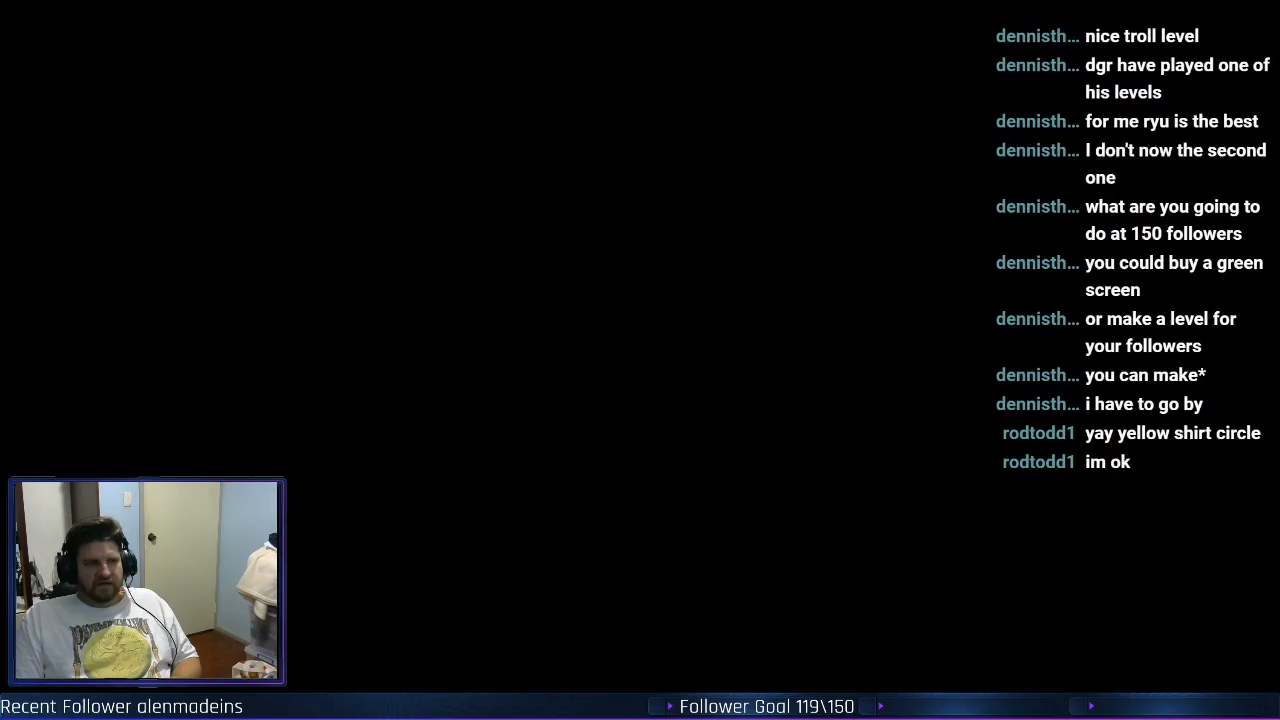 dennisth... nice troll level
dennisth... dgr have played one of
his levels
dennisth... for me ryu is the best
dennisth... I don't now the second
one
dennisth... what are you going to
do at 150 followers
dennisth... you could buy a green
screen
dennisth... or make a level for
your followers
dennisth... you can make*
dennisth... i have to go by
rodtodd1 yay yellow shirt circle
rodtodd1 im ok
Recent Follower alenmadeins
Follower Goal 119\150